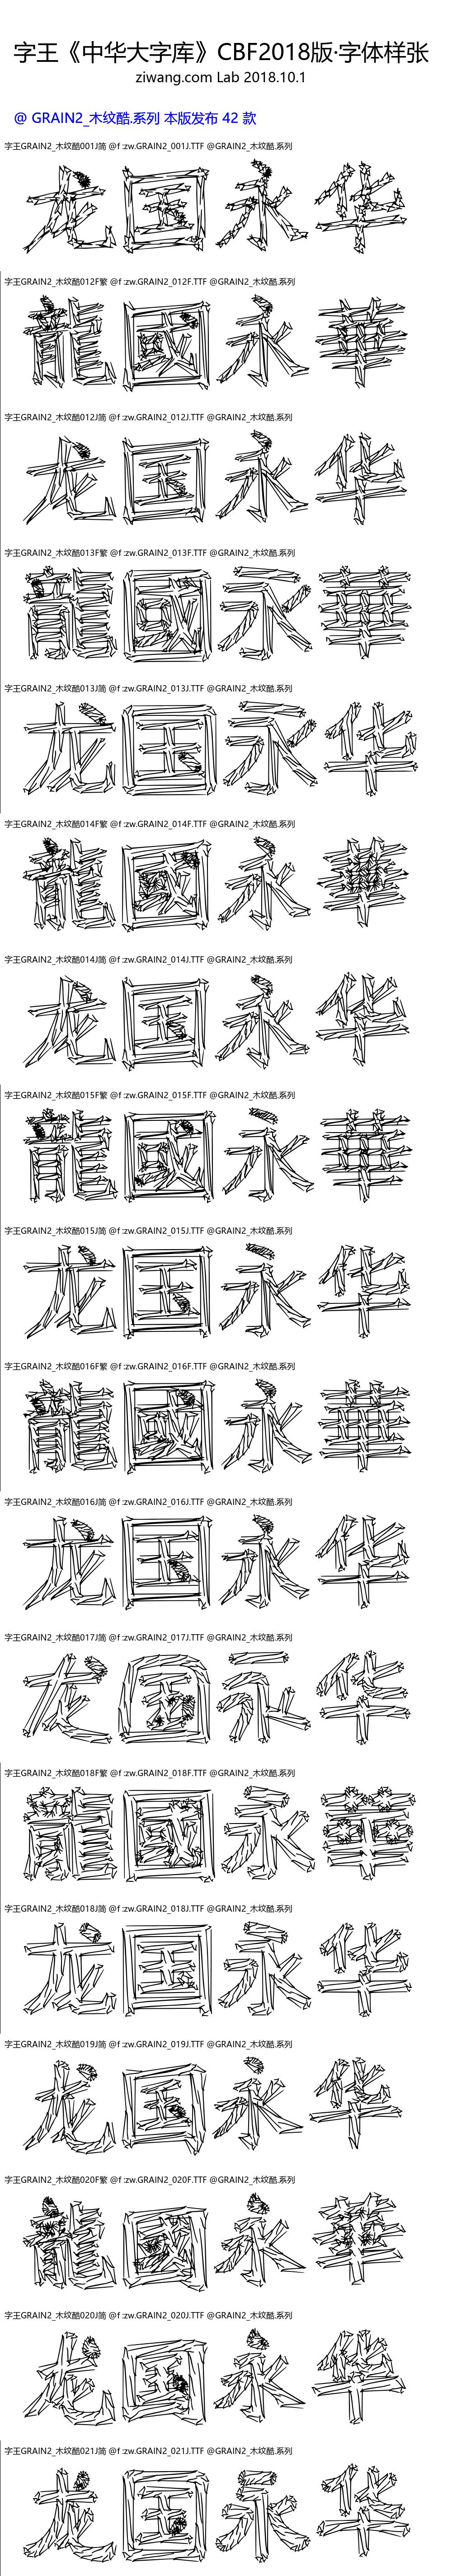 字王《中华大字库》CBF2018版·字体样张
ziwang.com Lab 2018.10.1
@ GRAIN2_木纹酷.系列 本版发布 42 款
字王GRAIN2_木纹酷001J简 @f :zw.GRAIN2_001J.TTF @GRAIN2_木纹酷.系列
龙国永华
字王GRAIN2_木纹酷012F繁 @f :zw.GRAIN2_012F.TTF @GRAIN2_木纹酷.系列
龍國永華
字王GRAIN2_木纹酷012J简 @f :zw.GRAIN2_012J.TTF @GRAIN2_木纹酷.系列
龙国永华
字王GRAIN2_木纹酷013F繁 @f :zw.GRAIN2_013F.TTF @GRAIN2_木纹酷.系列
龍國永華
字王GRAIN2_木纹酷013J简 @f :zw.GRAIN2_013J.TTF @GRAIN2_木纹酷.系列
龙国永华
字王GRAIN2_木纹酷014F繁 @f :zw.GRAIN2_014F.TTF @GRAIN2_木纹酷.系列
龍國永華
字王GRAIN2_木纹酷014J简 @f :zw.GRAIN2_014J.TTF @GRAIN2_木纹酷.系列
龙国永华
字王GRAIN2_木纹酷015F繁 @f :zw.GRAIN2_015F.TTF @GRAIN2_木纹酷.系列
龍國永華
字王GRAIN2_木纹酷015J简 @f :zw.GRAIN2_015J.TTF @GRAIN2_木纹酷.系列
龙国永华
字王GRAIN2_木纹酷016F繁 @f :zw.GRAIN2_016F.TTF @GRAIN2_木纹酷.系列
龍國永華
字王GRAIN2_木纹酷016J简 @f :zw.GRAIN2_016J.TTF @GRAIN2_木纹酷.系列
龙国永华
字王GRAIN2_木纹酷017J简 @f :zw.GRAIN2_017J.TTF @GRAIN2_木纹酷.系列
龙国永华
字王GRAIN2_木纹酷018F繁 @f :zw.GRAIN2_018F.TTF @GRAIN2_木纹酷.系列
龍國永華
字王GRAIN2_木纹酷018J简 @f :zw.GRAIN2_018J.TTF @GRAIN2_木纹酷.系列
龙国永华
字王GRAIN2_木纹酷019J简 @f :zw.GRAIN2_019J.TTF @GRAIN2_木纹酷.系列
龙国永华
字王GRAIN2_木纹酷020F繁 @f :zw.GRAIN2_020F.TTF @GRAIN2_木纹酷.系列
龍國永華
字王GRAIN2_木纹酷020J简 @f :zw.GRAIN2_020J.TTF @GRAIN2_木纹酷.系列
龙国永华
字王GRAIN2_木纹酷021J简 @f :zw.GRAIN2_021J.TTF @GRAIN2_木纹酷.系列
龙国永华